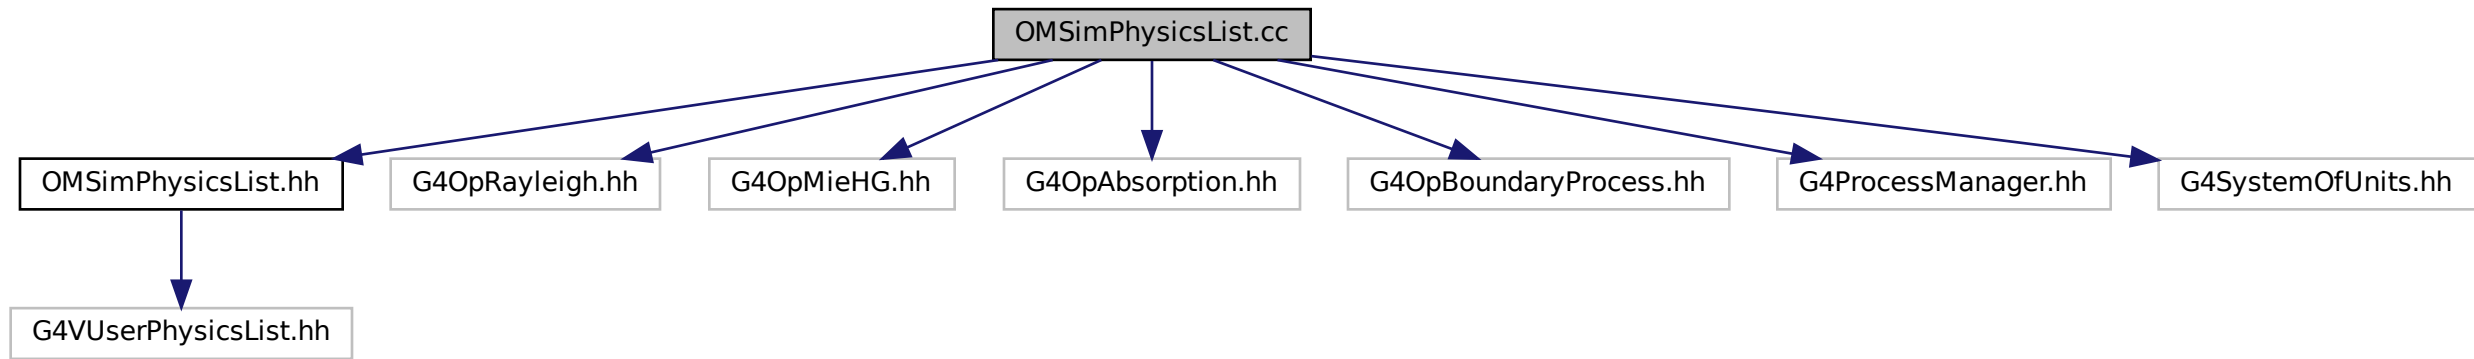 OMSimPhysicsList.cc
OMSimPhysicsList.hh
G4OpRayleigh.hh
G4OpMieHG.hh
G4OpAbsorption.hh
G4OpBoundaryProcess.hh
G4ProcessManager.hh
G4SystemOfUnits.hh
G4VUserPhysicsList.hh